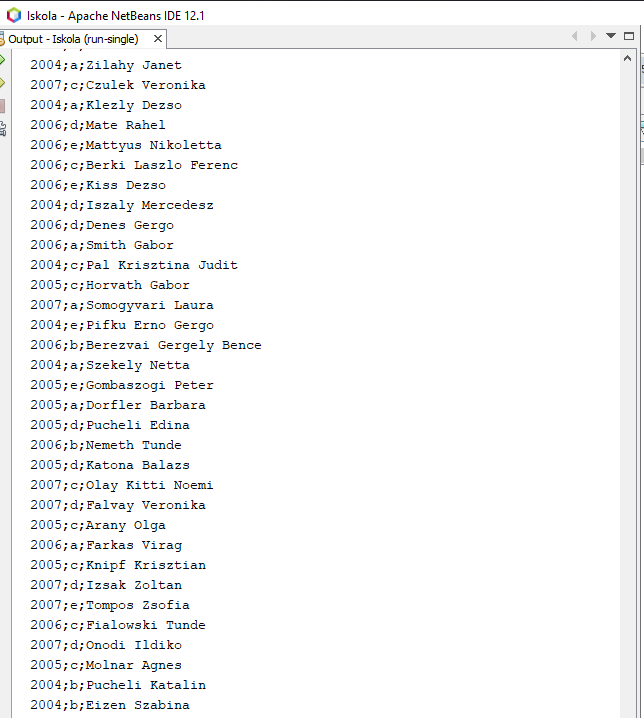 Iskola - Apache NetBeans IDE 12.1
Output - Iskola (run-single)
2004;a;Zilahy Janet
2007;c;Czulek Veronika
2004;a;Klezly Dezso
2006;d;Mate Rahel
2006;e;Mattyus Nikoletta
2006;c;Berki Laszlo Ferenc
2006;e;Kiss Dezso
2004;d;Iszaly Mercedesz
2006;d;Denes Gergo
2006;a;Smith Gabor
2004;c;Pal Krisztina Judit
2005;c;Horvath Gabor
2007;a;Somogyvari Laura
2004;e;Pifku Erno Gergo
2006;b;Berezvai Gergely Bence
2004;a;Szekely Netta
2005;e;Gombaszogi Peter
2005;a;Dorfler Barbara
2005;d;Pucheli Edina
2006;b;Nemeth Tunde
2005;d;Katona Balazs
2007;c;Olay Kitti Noemi
2007;d;Falvay Veronika
2005;c;Arany Olga
2006;a;Farkas Virag
2005;c;Knipf Krisztian
2007;d;Izsak Zoltan
2007;e;Tompos Zsofia
2006;c;Fialowski Tunde
2007;d;Onodi Ildiko
2005;c;Molnar Agnes
2004;b;Pucheli Katalin
2004;b;Eizen Szabina